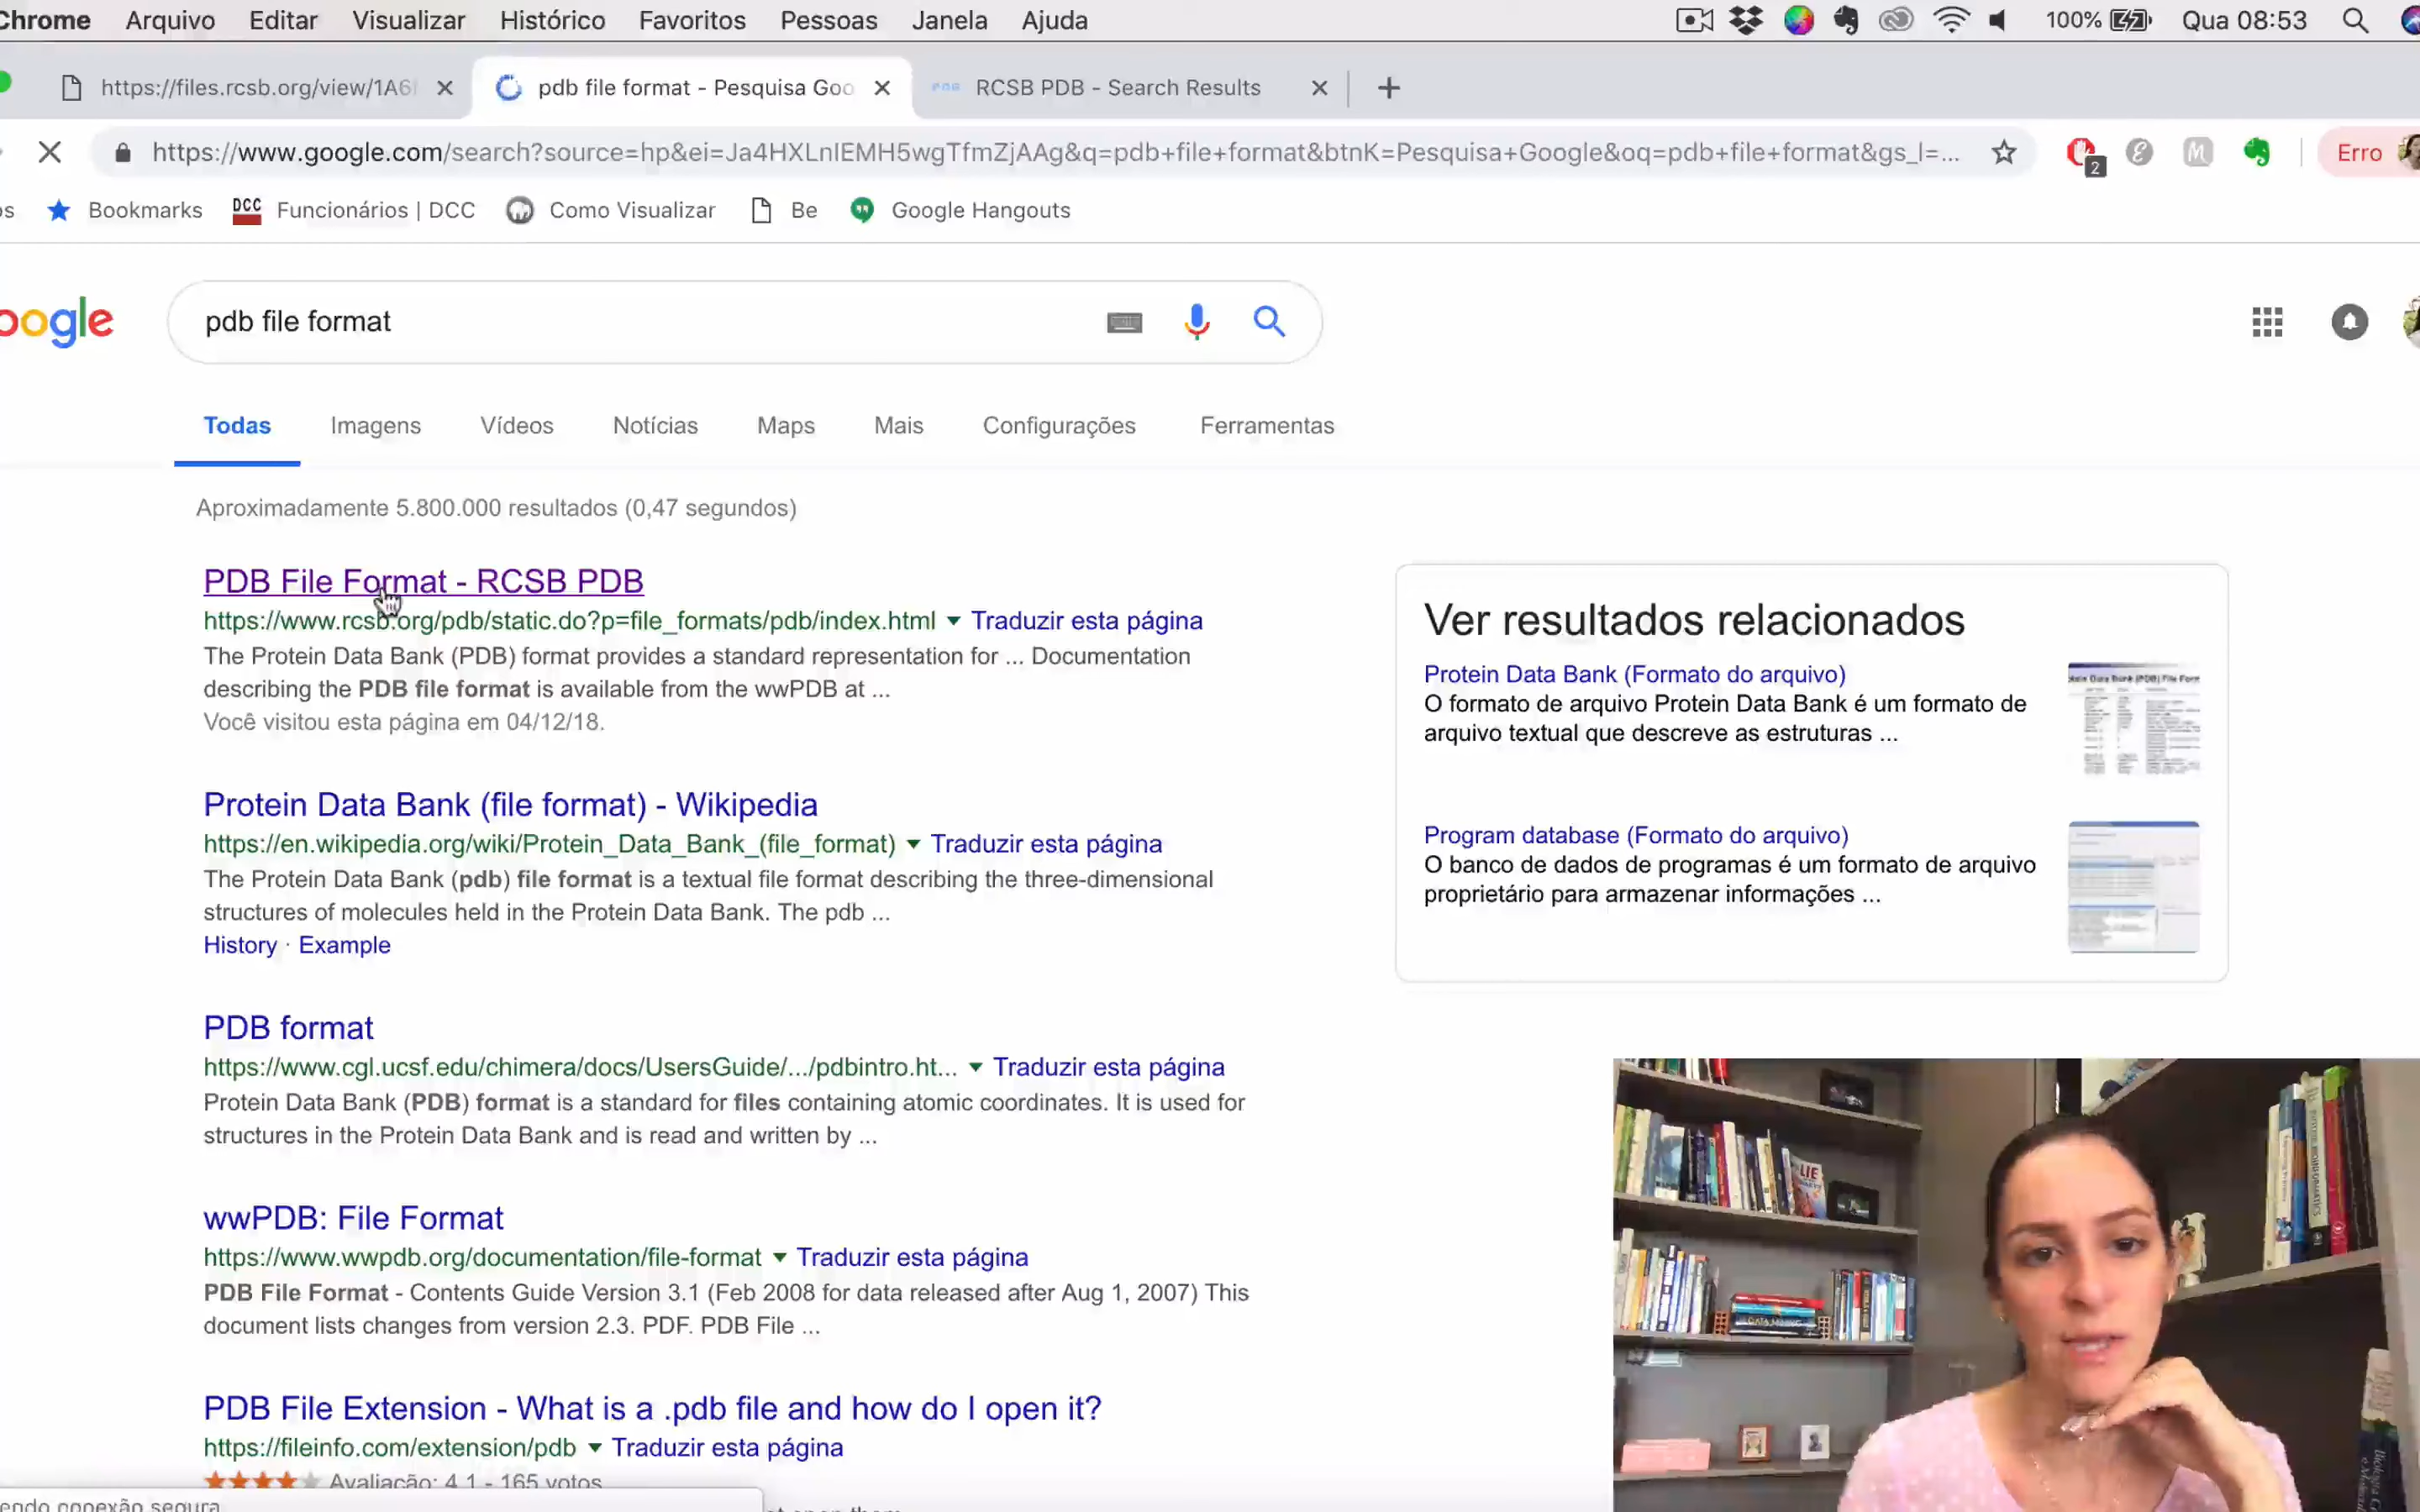 Chrome Arquivo Editar Visualizar Histórico Favoritos Pessoas Janela Ajuda 100% Qua 08:53
https://files.rcsb.org/view/1A6 pdb file format - Pesquisa Goo RCSB PDB - Search Results
https://www.google.com/search?source=hp&ei=Ja4HXLnIEMH5wgTfmZjAAg&q=pdb+file+format&btnK=Pesquisa+Google&oq=pdb+file+format&gs_l=... 2 Erro
os Bookmarks DCC Funcionários | DCC Como Visualizar Be Google Hangouts
oogle pdb file format
Todas Imagens Vídeos Notícias Maps Mais Configurações Ferramentas
Aproximadamente 5.800.000 resultados (0,47 segundos)
PDB File Format - RCSB PDB
https://www.rcsb.org/pdb/static.do?p=file_formats/pdb/index.html Traduzir esta página
The Protein Data Bank (PDB) format provides a standard representation for ... Documentation
describing the PDB file format is available from the wwPDB at ...
Você visitou esta página em 04/12/18.
Protein Data Bank (file format) - Wikipedia
https://en.wikipedia.org/wiki/Protein_Data_Bank_(file_format) Traduzir esta página
The Protein Data Bank (pdb) file format is a textual file format describing the three-dimensional
structures of molecules held in the Protein Data Bank. The pdb ...
History · Example
PDB format
https://www.cgl.ucsf.edu/chimera/docs/UsersGuide/.../pdbintro.ht... Traduzir esta página
Protein Data Bank (PDB) format is a standard for files containing atomic coordinates. It is used for
structures in the Protein Data Bank and is read and written by ...
wwPDB: File Format
https://www.wwpdb.org/documentation/file-format Traduzir esta página
PDB File Format - Contents Guide Version 3.1 (Feb 2008 for data released after Aug 1, 2007) This
document lists changes from version 2.3. PDF. PDB File ...
PDB File Extension - What is a .pdb file and how do I open it?
https://fileinfo.com/extension/pdb Traduzir esta página
Avaliação: 4,1 - 165 votos
endo conexão segura
Ver resultados relacionados
Protein Data Bank (Formato do arquivo)
O formato de arquivo Protein Data Bank é um formato de
arquivo textual que descreve as estruturas ...
Program database (Formato do arquivo)
O banco de dados de programas é um formato de arquivo
proprietário para armazenar informações ...
LIE
DATA MINING